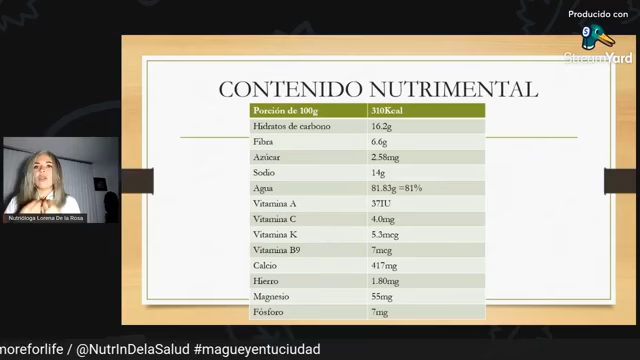 Producido con
StreamYard
CONTENIDO NUTRIMENTAL
Porción de 100g 310Kcal
Hidratos de carbono 16.2g
Fibra 6.6g
Azúcar 2.58mg
Sodio 14g
Agua 81.83g =81%
Vitamina A 37IU
Vitamina C 4.0mg
Vitamina K 5.3mcg
Vitamina B9 7mcg
Calcio 417mg
Hierro 1.80mg
Magnesio 55mg
Fósforo 7mg
Nutrióloga Lorena De la Rosa
moreforlife / @NutrInDelaSalud #magueyentuciudad